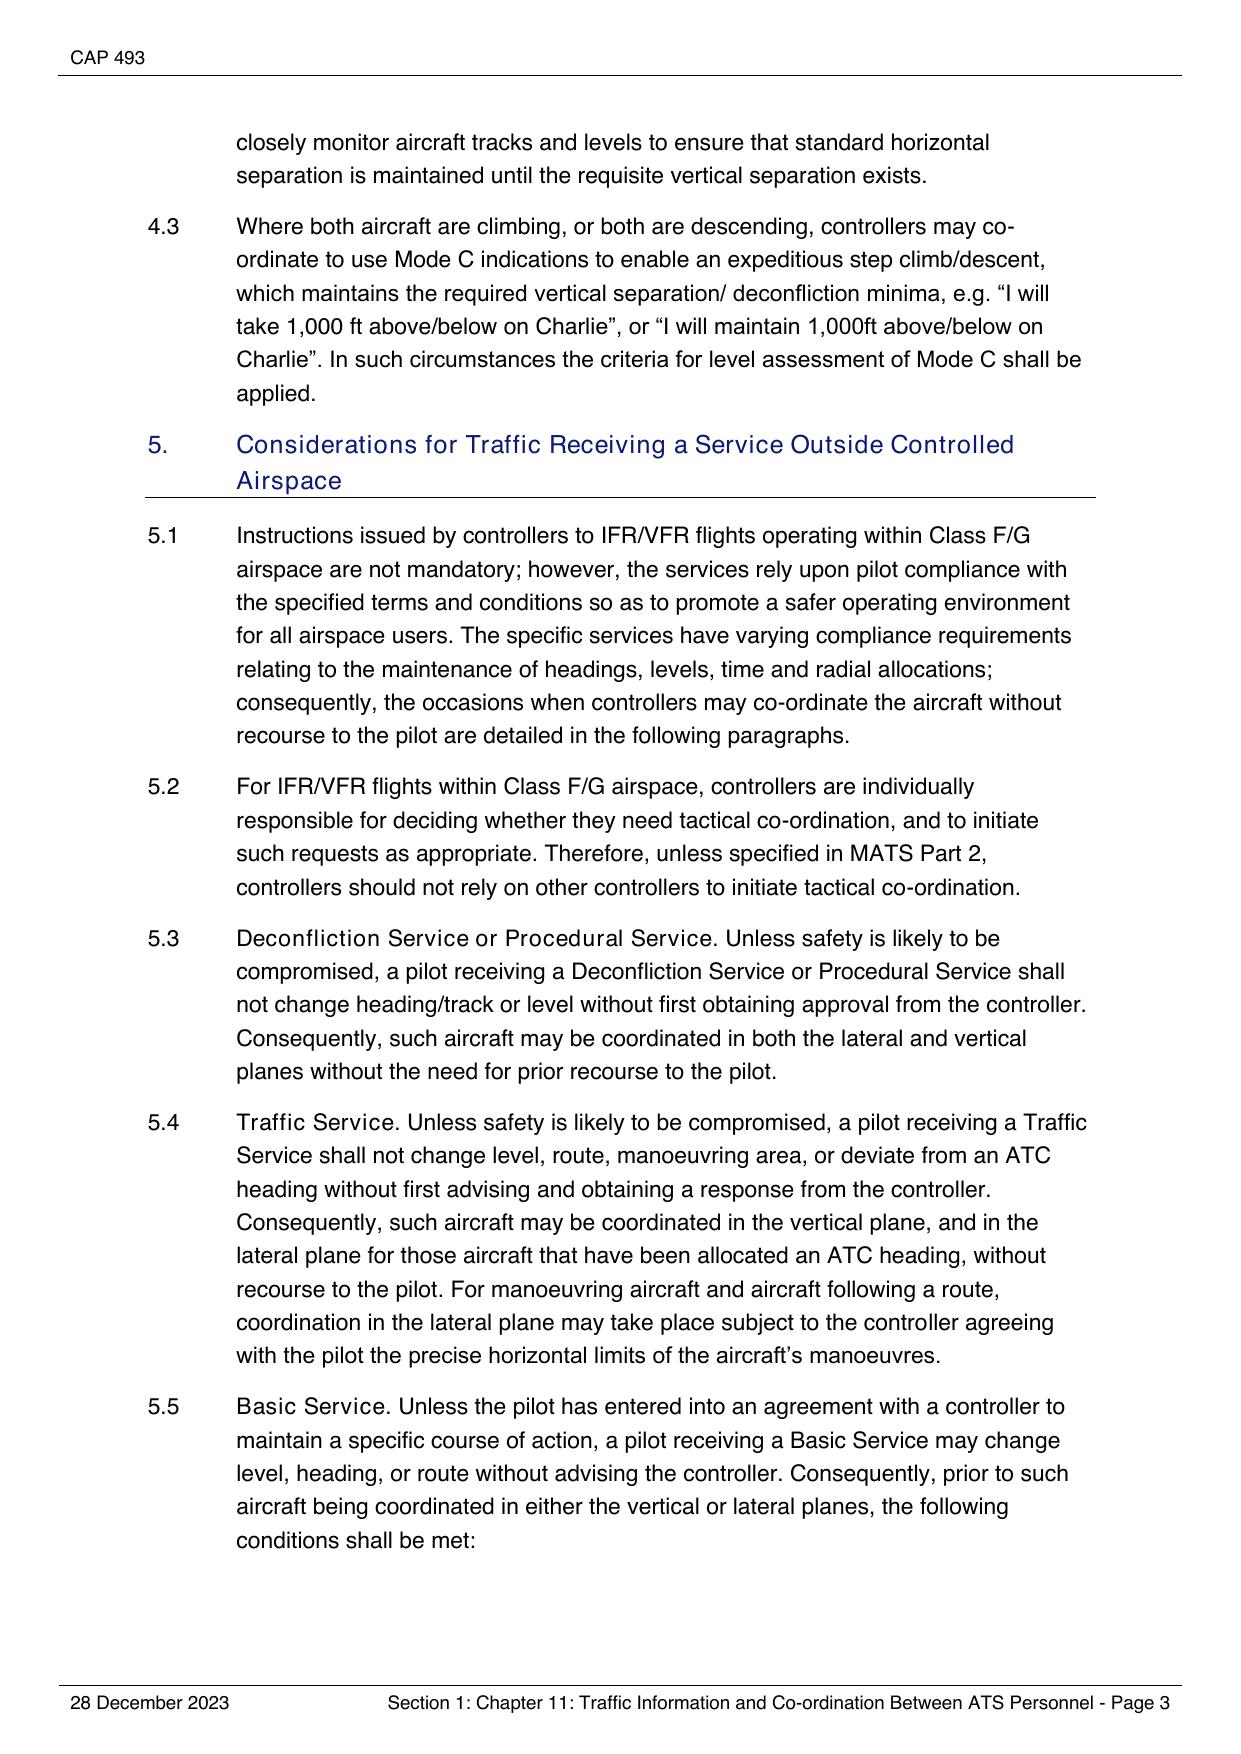 CAP 493
closely monitor aircraft tracks and levels to ensure that standard horizontal
separation is maintained until the requisite vertical separation exists.
4.3 Where both aircraft are climbing, or both are descending, controllers may co-
ordinate to use Mode C indications to enable an expeditious step climb/descent,
which maintains the required vertical separation/ deconfliction minima, e.g. “I will
take 1,000 ft above/below on Charlie”, or “I will maintain 1,000ft above/below on
Charlie”. In such circumstances the criteria for level assessment of Mode C shall be
applied.
5. Considerations for Traffic Receiving a Service Outside Controlled
Airspace
5.1 Instructions issued by controllers to IFR/VFR flights operating within Class F/G
airspace are not mandatory; however, the services rely upon pilot compliance with
the specified terms and conditions so as to promote a safer operating environment
for all airspace users. The specific services have varying compliance requirements
relating to the maintenance of headings, levels, time and radial allocations;
consequently, the occasions when controllers may co-ordinate the aircraft without
recourse to the pilot are detailed in the following paragraphs.
5.2 For IFR/VFR flights within Class F/G airspace, controllers are individually
responsible for deciding whether they need tactical co-ordination, and to initiate
such requests as appropriate. Therefore, unless specified in MATS Part 2,
controllers should not rely on other controllers to initiate tactical co-ordination.
5.3 Deconfliction Service or Procedural Service. Unless safety is likely to be
compromised, a pilot receiving a Deconfliction Service or Procedural Service shall
not change heading/track or level without first obtaining approval from the controller.
Consequently, such aircraft may be coordinated in both the lateral and vertical
planes without the need for prior recourse to the pilot.
5.4 Traffic Service. Unless safety is likely to be compromised, a pilot receiving a Traffic
Service shall not change level, route, manoeuvring area, or deviate from an ATC
heading without first advising and obtaining a response from the controller.
Consequently, such aircraft may be coordinated in the vertical plane, and in the
lateral plane for those aircraft that have been allocated an ATC heading, without
recourse to the pilot. For manoeuvring aircraft and aircraft following a route,
coordination in the lateral plane may take place subject to the controller agreeing
with the pilot the precise horizontal limits of the aircraft’s manoeuvres.
5.5 Basic Service. Unless the pilot has entered into an agreement with a controller to
maintain a specific course of action, a pilot receiving a Basic Service may change
level, heading, or route without advising the controller. Consequently, prior to such
aircraft being coordinated in either the vertical or lateral planes, the following
conditions shall be met:
28 December 2023 Section 1: Chapter 11: Traffic Information and Co-ordination Between ATS Personnel - Page 3